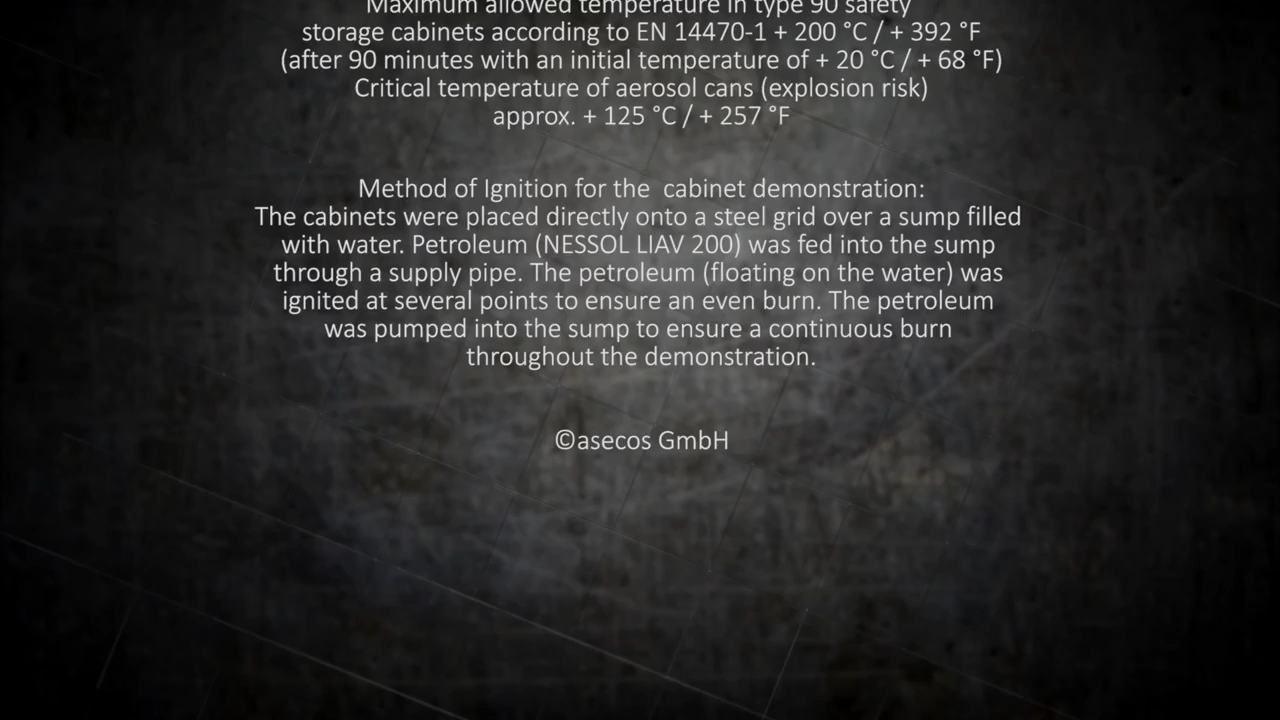 Maximum allowed temperature in type 90 safety
storage cabinets according to EN 14470-1 + 200 °C / + 392 °F
(after 90 minutes with an initial temperature of + 20 °C / + 68 °F)
Critical temperature of aerosol cans (explosion risk)
approx. + 125 °C / + 257 °F
Method of Ignition for the  cabinet demonstration:
The cabinets were placed directly onto a steel grid over a sump filled
with water. Petroleum (NESSOL LIAV 200) was fed into the sump
through a supply pipe. The petroleum (floating on the water) was
ignited at several points to ensure an even burn. The petroleum
was pumped into the sump to ensure a continuous burn
throughout the demonstration.
©asecos GmbH